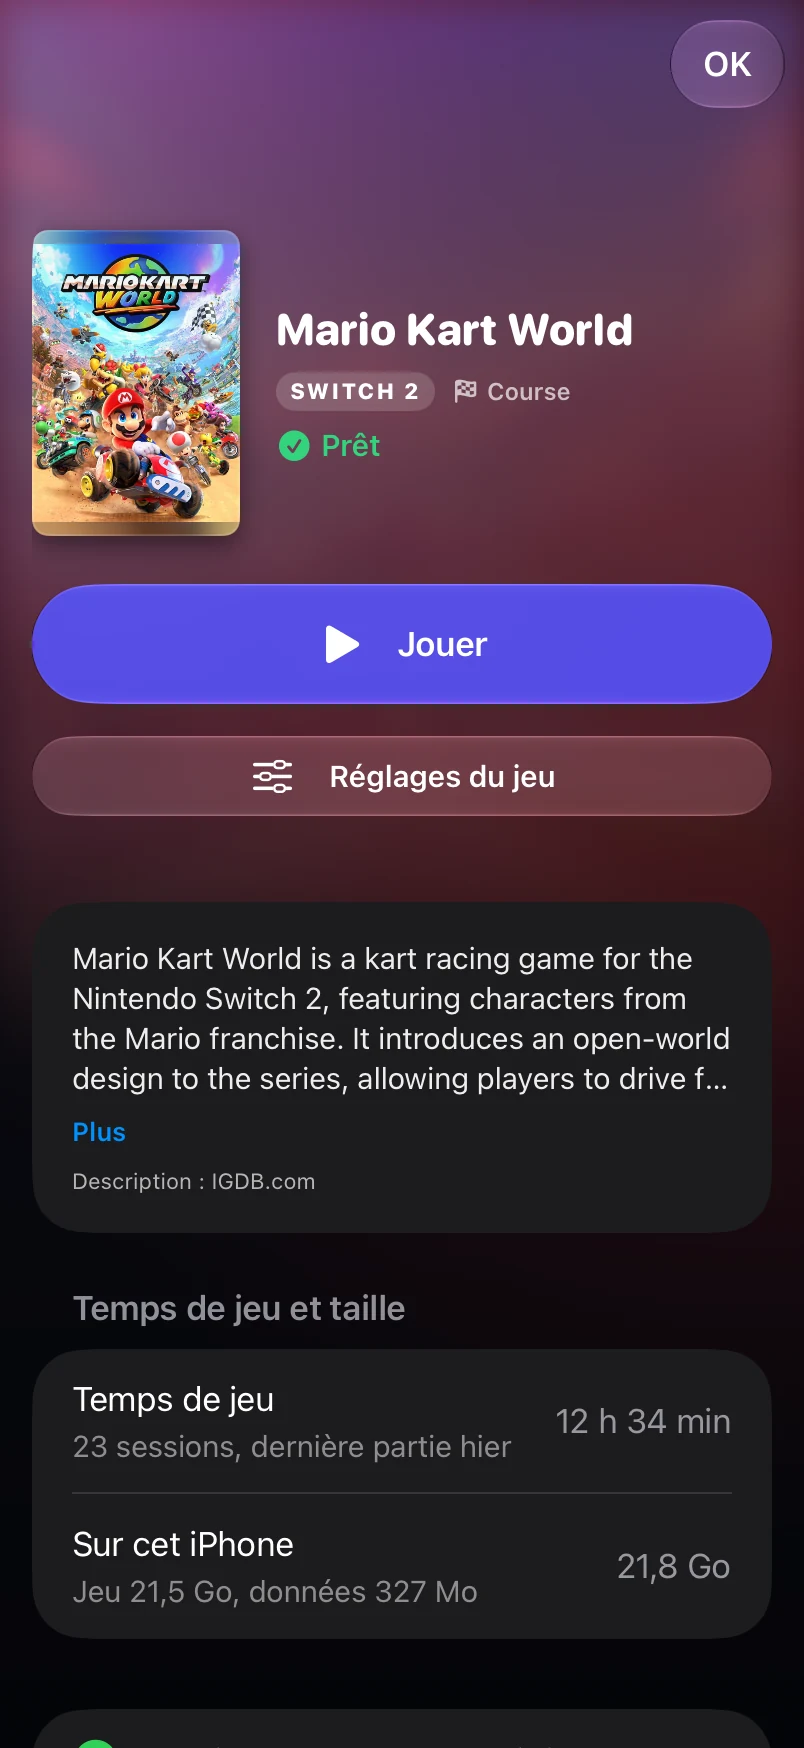 OK
MARIOKART
WORLD
Mario Kart World
SWITCH 2
Course
Prêt
Jouer
Réglages du jeu
Mario Kart World is a kart racing game for the
Nintendo Switch 2, featuring characters from
the Mario franchise. It introduces an open-world
design to the series, allowing players to drive f...
Plus
Description : IGDB.com
Temps de jeu et taille
Temps de jeu
12 h 34 min
23 sessions, dernière partie hier
Sur cet iPhone
21,8 Go
Jeu 21,5 Go, données 327 Mo